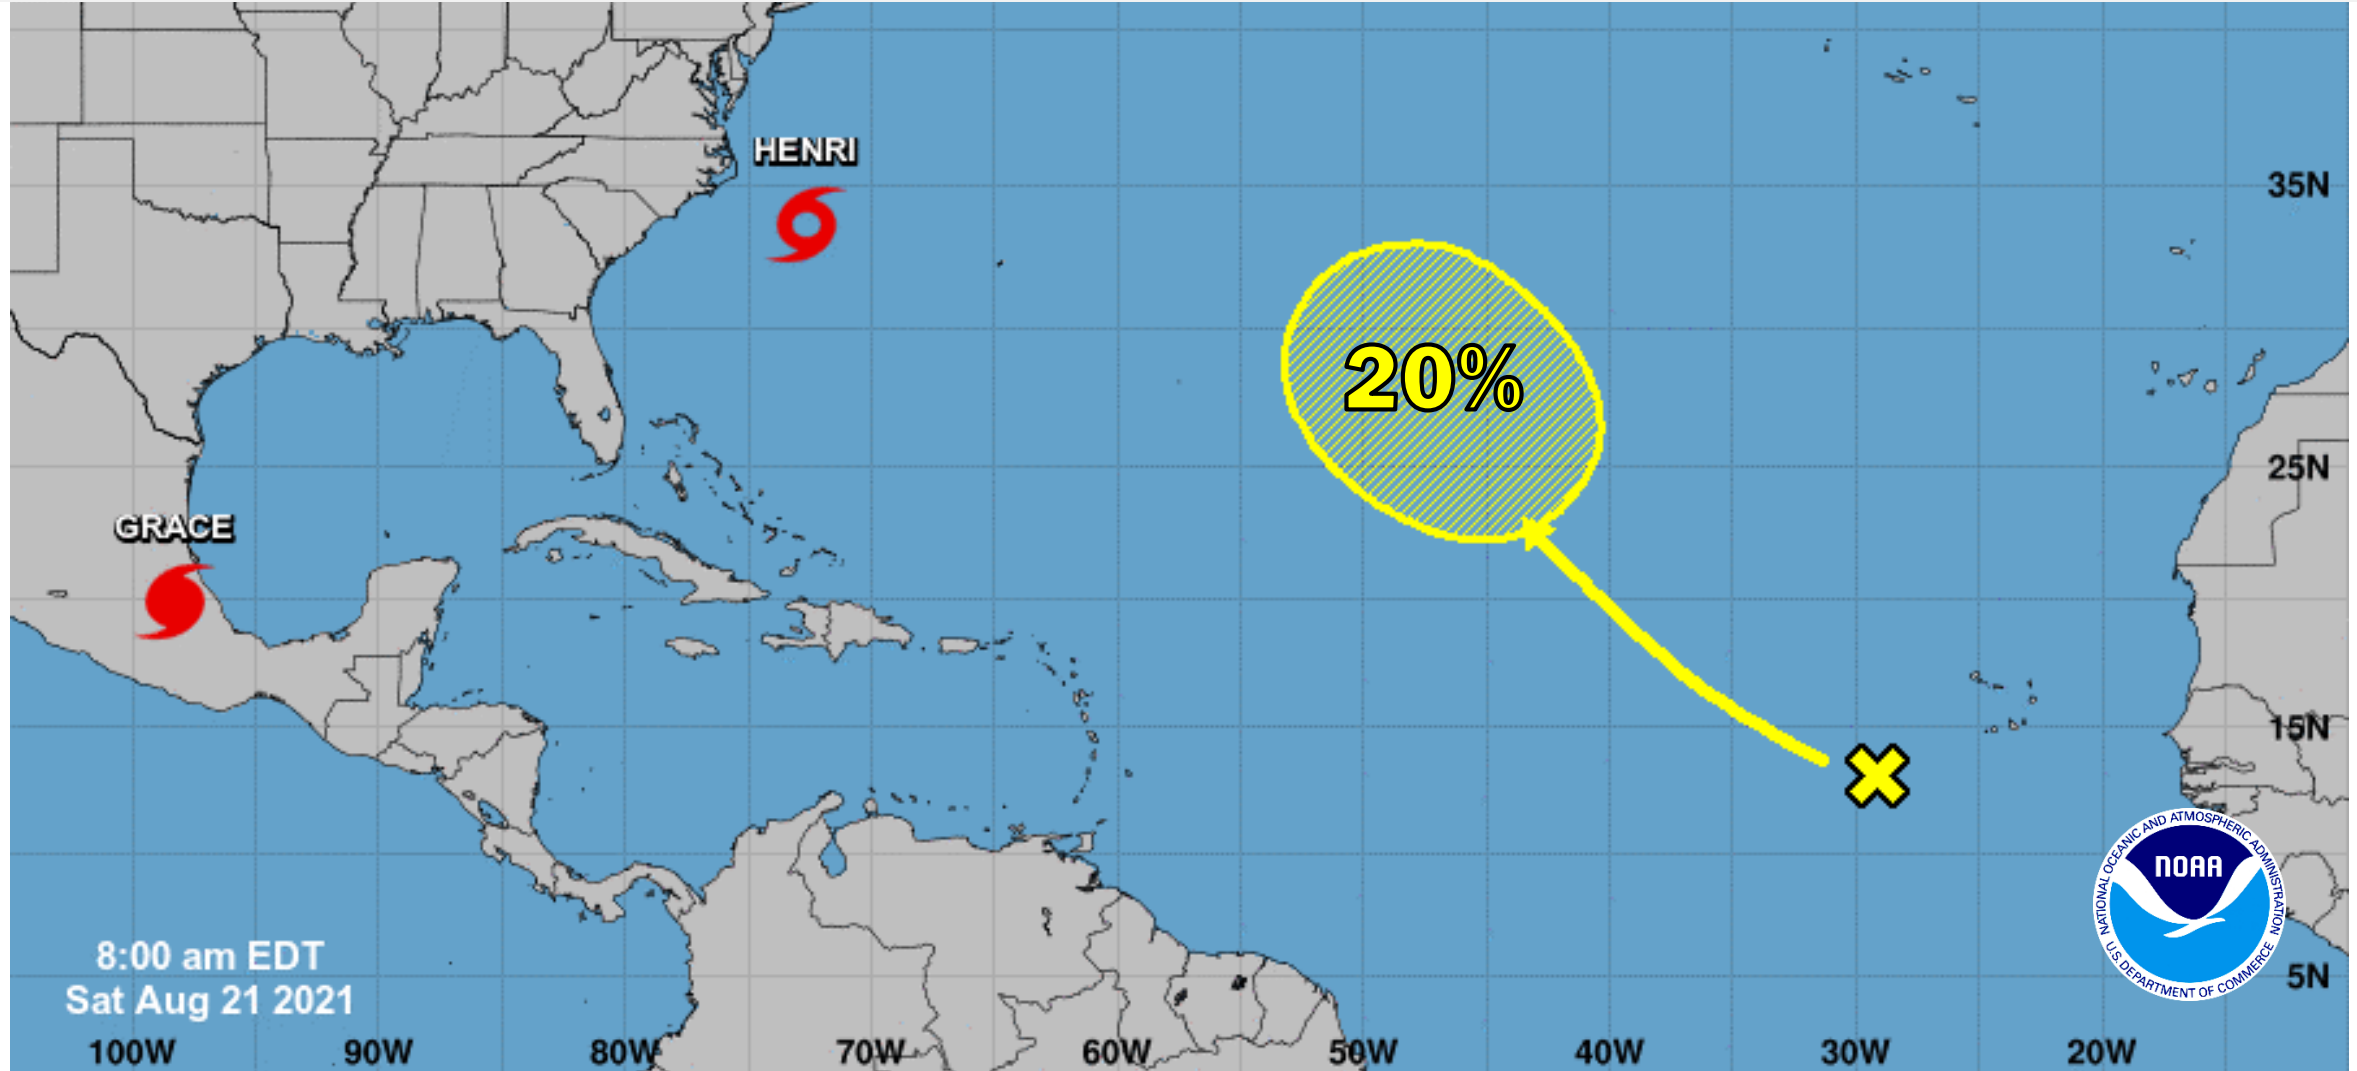 HENRI
35N
20%
25N
GRACE
15N
NATIONAL OCEANIC AND ATMOSPHERIC ADMINISTRATION
NOAA
U.S. DEPARTMENT OF COMMERCE
8:00 am EDT
Sat Aug 21 2021
5N
100W 90W 80W 70W 60W 50W 40W 30W 20W